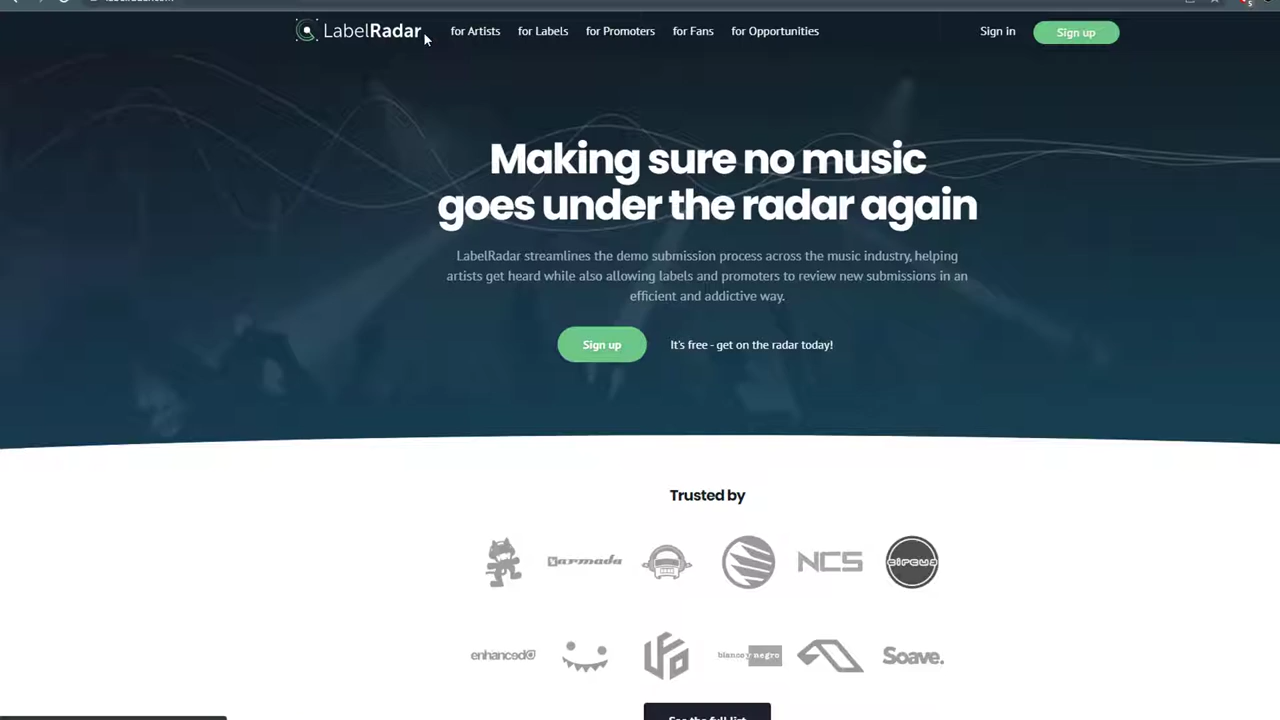 LabelRadar
for Artists
for Labels
for Promoters
for Fans
for Opportunities
Sign in
Sign up
Making sure no music
goes under the radar again
LabelRadar streamlines the demo submission process across the music industry, helping
artists get heard while also allowing labels and promoters to review new submissions in an
efficient and addictive way.
Sign up
It's free - get on the radar today!
Trusted by
armada
NCS
CIRCUS
enhanced
UFO
blanco y negro
Soave.